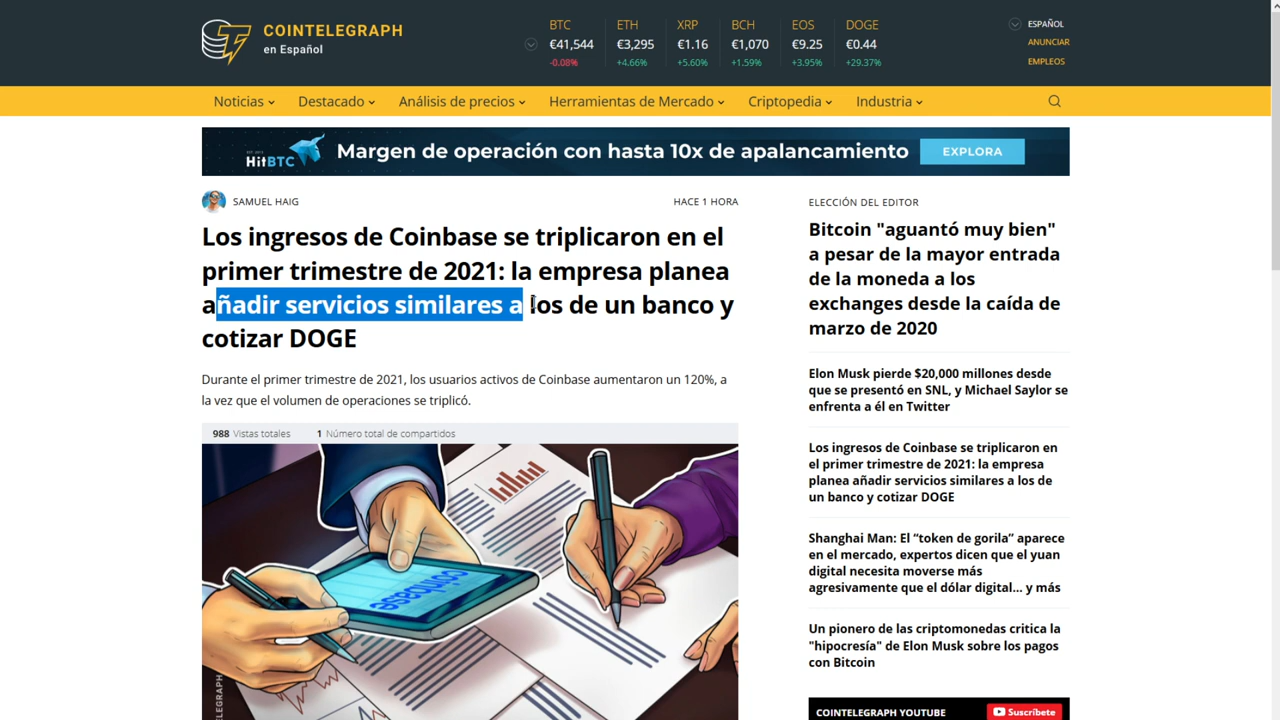 COINTELEGRAPH
en Español
BTC ETH XRP BCH EOS DOGE
€41,544 €3,295 €1.16 €1,070 €9.25 €0.44
-0.08% +4.66% +5.60% +1.59% +3.95% +29.37%
ESPAÑOL
ANUNCIAR
EMPLEOS
Noticias Destacado Análisis de precios Herramientas de Mercado Criptopedia Industria
HitBTC Margen de operación con hasta 10x de apalancamiento EXPLORA
SAMUEL HAIG HACE 1 HORA
Los ingresos de Coinbase se triplicaron en el
primer trimestre de 2021: la empresa planea
añadir servicios similares a los de un banco y
cotizar DOGE
Durante el primer trimestre de 2021, los usuarios activos de Coinbase aumentaron un 120%, a
la vez que el volumen de operaciones se triplicó.
988 Vistas totales 1 Número total de compartidos
coinbase
TELEGRAPH
ELECCIÓN DEL EDITOR
Bitcoin "aguantó muy bien"
a pesar de la mayor entrada
de la moneda a los
exchanges desde la caída de
marzo de 2020
Elon Musk pierde $20,000 millones desde
que se presentó en SNL, y Michael Saylor se
enfrenta a él en Twitter
Los ingresos de Coinbase se triplicaron en
el primer trimestre de 2021: la empresa
planea añadir servicios similares a los de
un banco y cotizar DOGE
Shanghai Man: El “token de gorila” aparece
en el mercado, expertos dicen que el yuan
digital necesita moverse más
agresivamente que el dólar digital... y más
Un pionero de las criptomonedas critica la
"hipocresía" de Elon Musk sobre los pagos
con Bitcoin
COINTELEGRAPH YOUTUBE Suscríbete